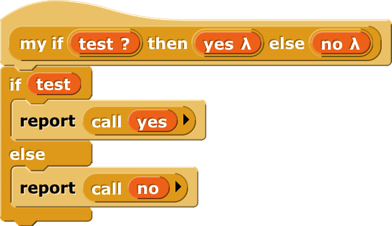 my if test ? then yes λ else no λ
if test
report call yes
else
report call no